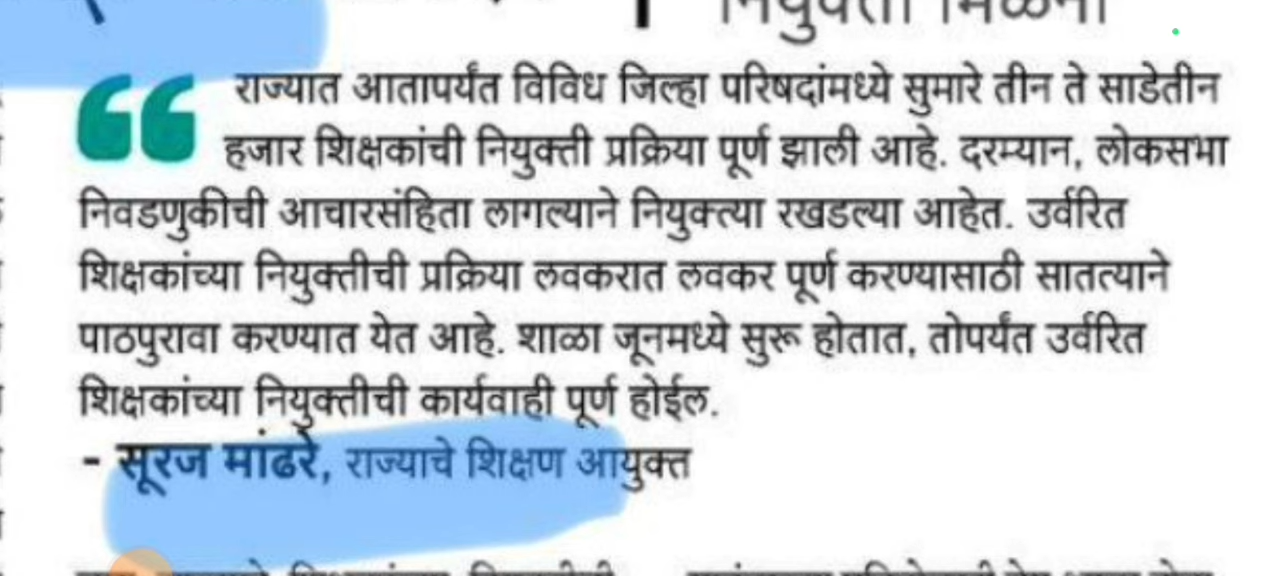 नियुक्ती मिळेना
❝ राज्यात आतापर्यंत विविध जिल्हा परिषदांमध्ये सुमारे तीन ते साडेतीन
हजार शिक्षकांची नियुक्ती प्रक्रिया पूर्ण झाली आहे. दरम्यान, लोकसभा
निवडणुकीची आचारसंहिता लागल्याने नियुक्त्या रखडल्या आहेत. उर्वरित
शिक्षकांच्या नियुक्तीची प्रक्रिया लवकरात लवकर पूर्ण करण्यासाठी सातत्याने
पाठपुरावा करण्यात येत आहे. शाळा जूनमध्ये सुरू होतात, तोपर्यंत उर्वरित
शिक्षकांच्या नियुक्तीची कार्यवाही पूर्ण होईल.
- सूरज मांढरे, राज्याचे शिक्षण आयुक्त